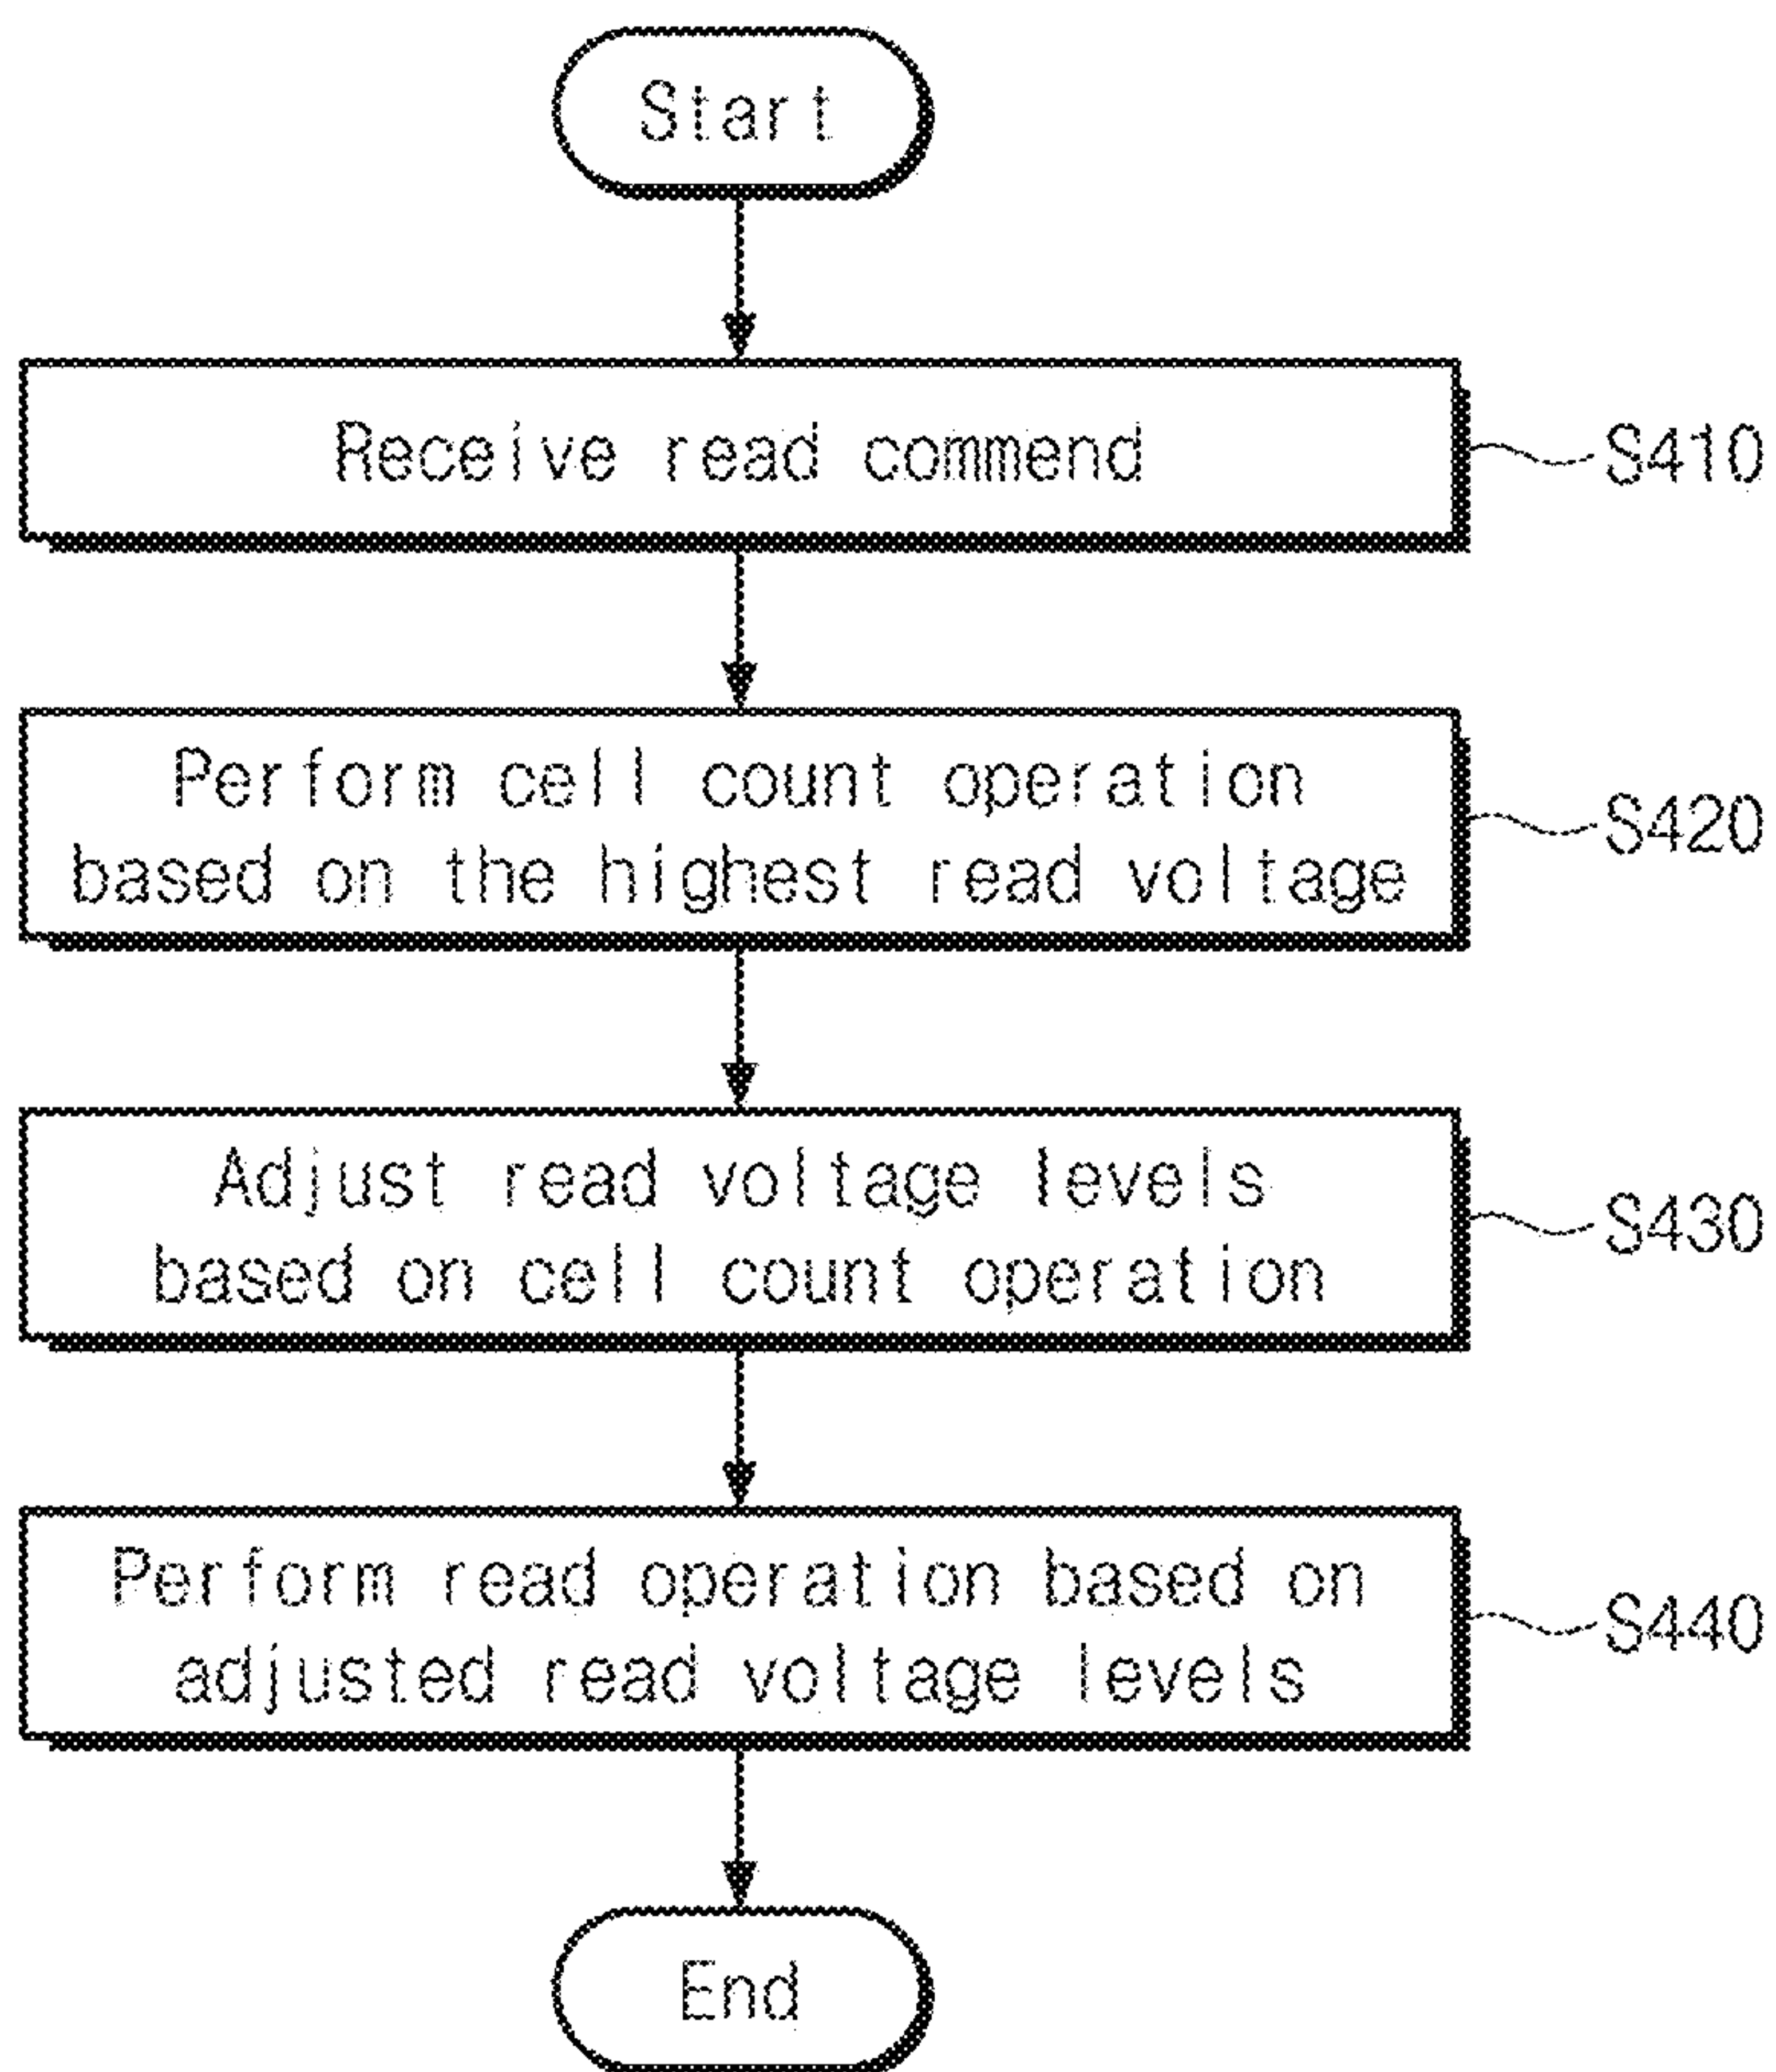 Start
Receive read commend
S410
Perform cell count operation
based on the highest read voltage
S420
Adjust read voltage levels
based on cell count operation
S430
Perform read operation based on
adjusted read voltage levels
S440
End